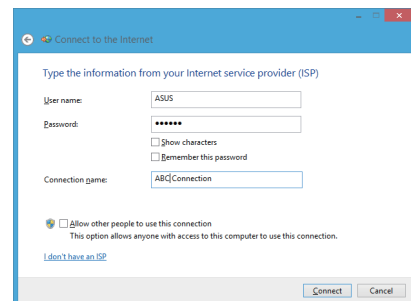 Connect to the Internet
Type the information from your Internet service provider (ISP)
User name: ASUS
Password: ••••••
Show characters
Remember this password
Connection name: ABC Connection
Allow other people to use this connection
This option allows anyone with access to this computer to use this connection.
I don't have an ISP
Connect Cancel